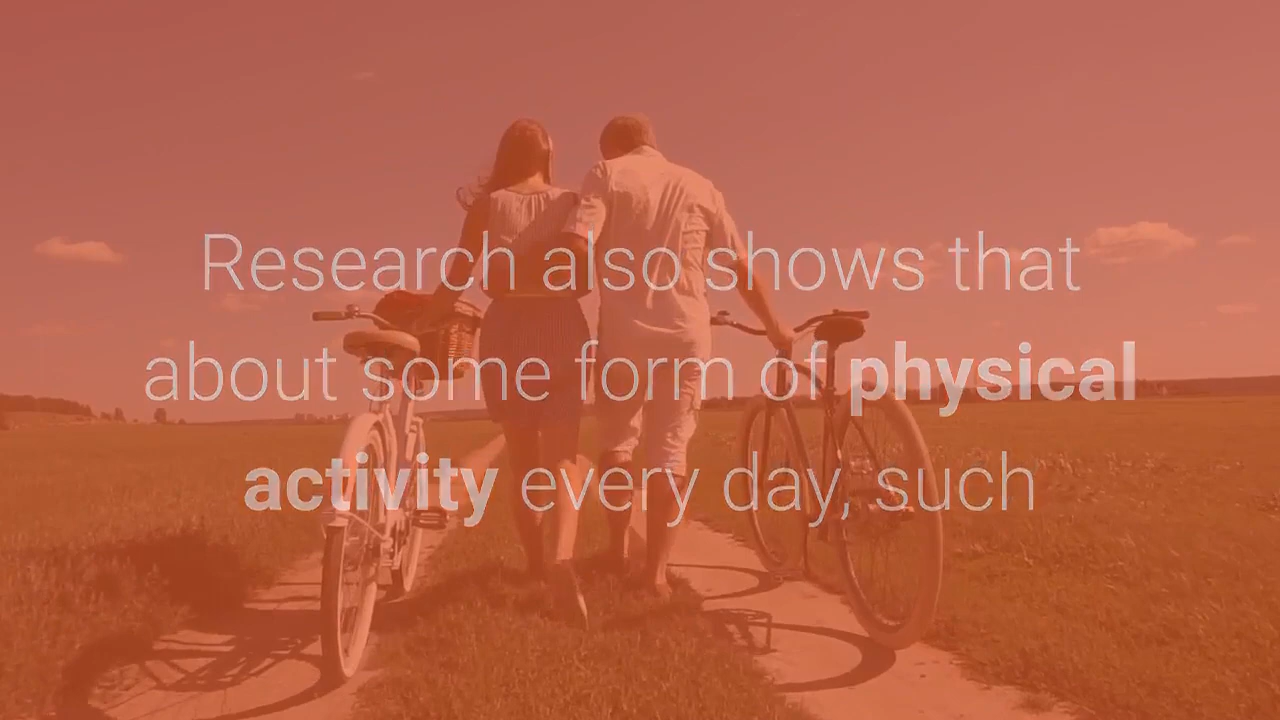 Research also shows that
about some form of physical
activity every day, such